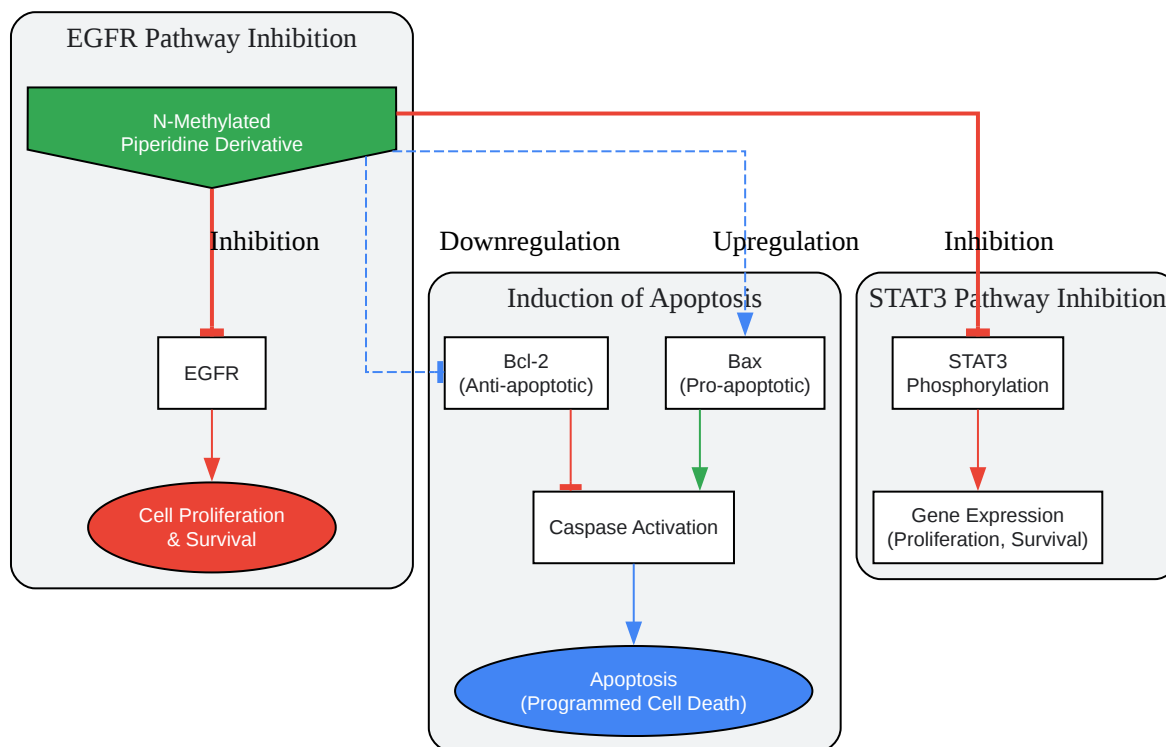 EGFR Pathway Inhibition
N-Methylated
Piperidine Derivative
Inhibition
Downregulation
Upregulation
Inhibition
Induction of Apoptosis
STAT3 Pathway Inhibition
EGFR
Bcl-2
(Anti-apoptotic)
Bax
(Pro-apoptotic)
STAT3
Phosphorylation
Cell Proliferation
& Survival
Caspase Activation
Gene Expression
(Proliferation, Survival)
Apoptosis
(Programmed Cell Death)